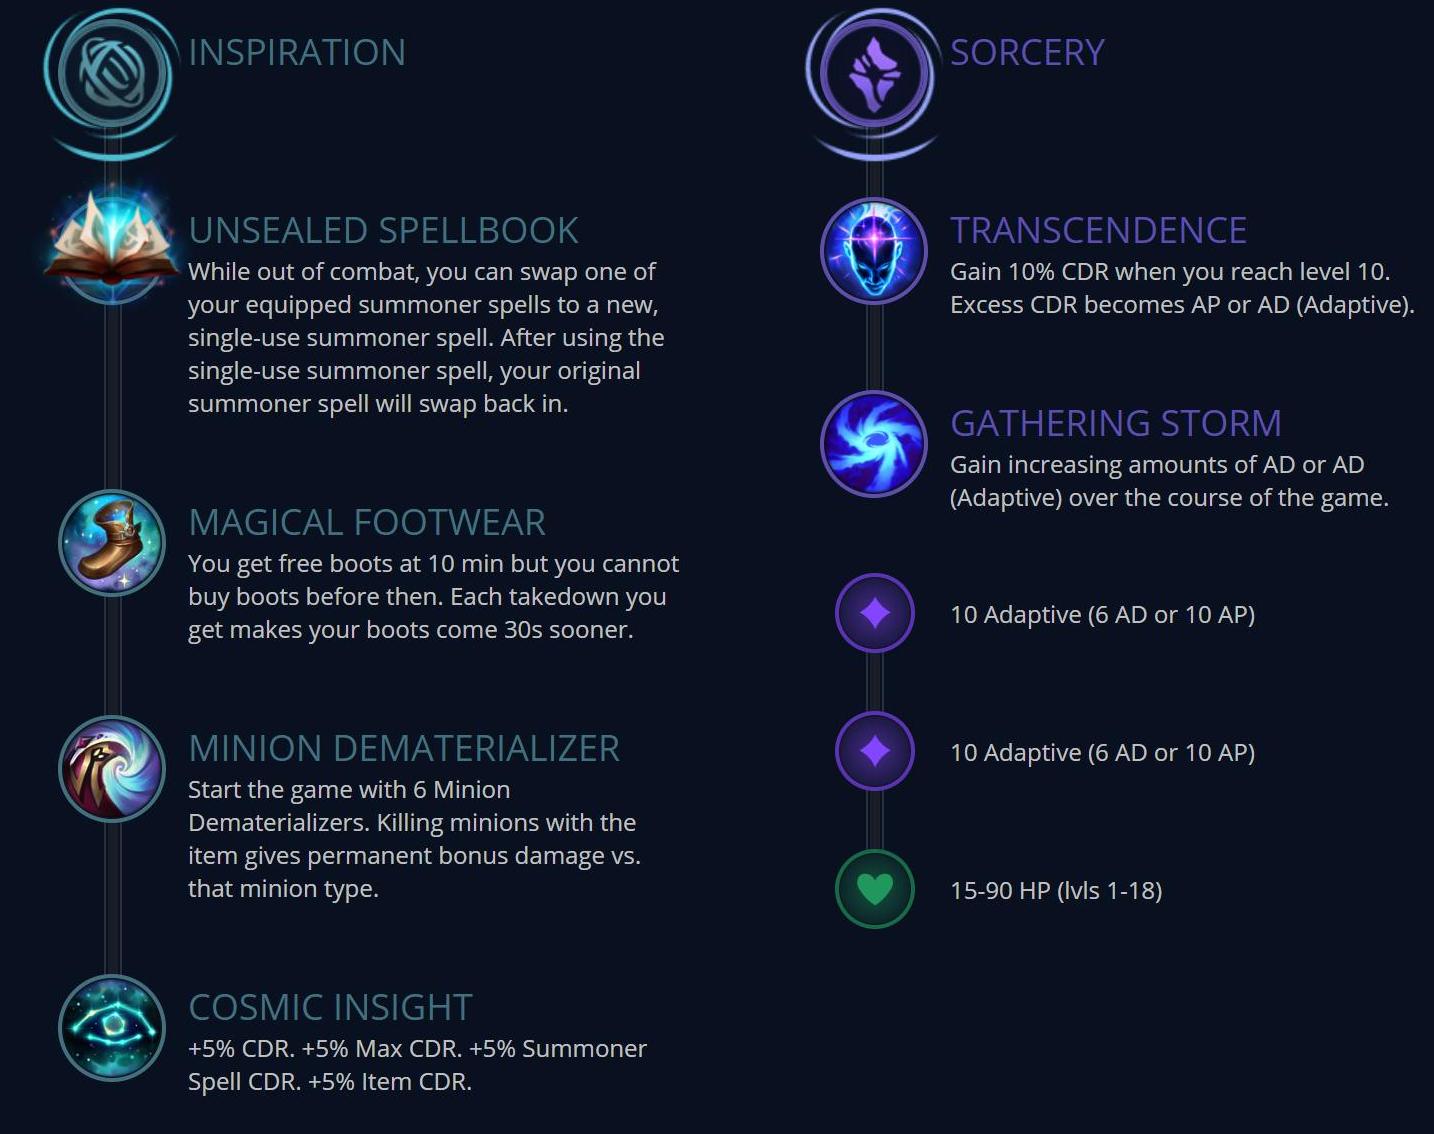 INSPIRATION
UNSEALED SPELLBOOK
While out of combat, you can swap one of
your equipped summoner spells to a new,
single-use summoner spell. After using the
single-use summoner spell, your original
summoner spell will swap back in.
MAGICAL FOOTWEAR
You get free boots at 10 min but you cannot
buy boots before then. Each takedown you
get makes your boots come 30s sooner.
MINION DEMATERIALIZER
Start the game with 6 Minion
Dematerializers. Killing minions with the
item gives permanent bonus damage vs.
that minion type.
COSMIC INSIGHT
+5% CDR. +5% Max CDR. +5% Summoner
Spell CDR. +5% Item CDR.
SORCERY
TRANSCENDENCE
Gain 10% CDR when you reach level 10.
Excess CDR becomes AP or AD (Adaptive).
GATHERING STORM
Gain increasing amounts of AD or AD
(Adaptive) over the course of the game.
10 Adaptive (6 AD or 10 AP)
10 Adaptive (6 AD or 10 AP)
15-90 HP (lvls 1-18)